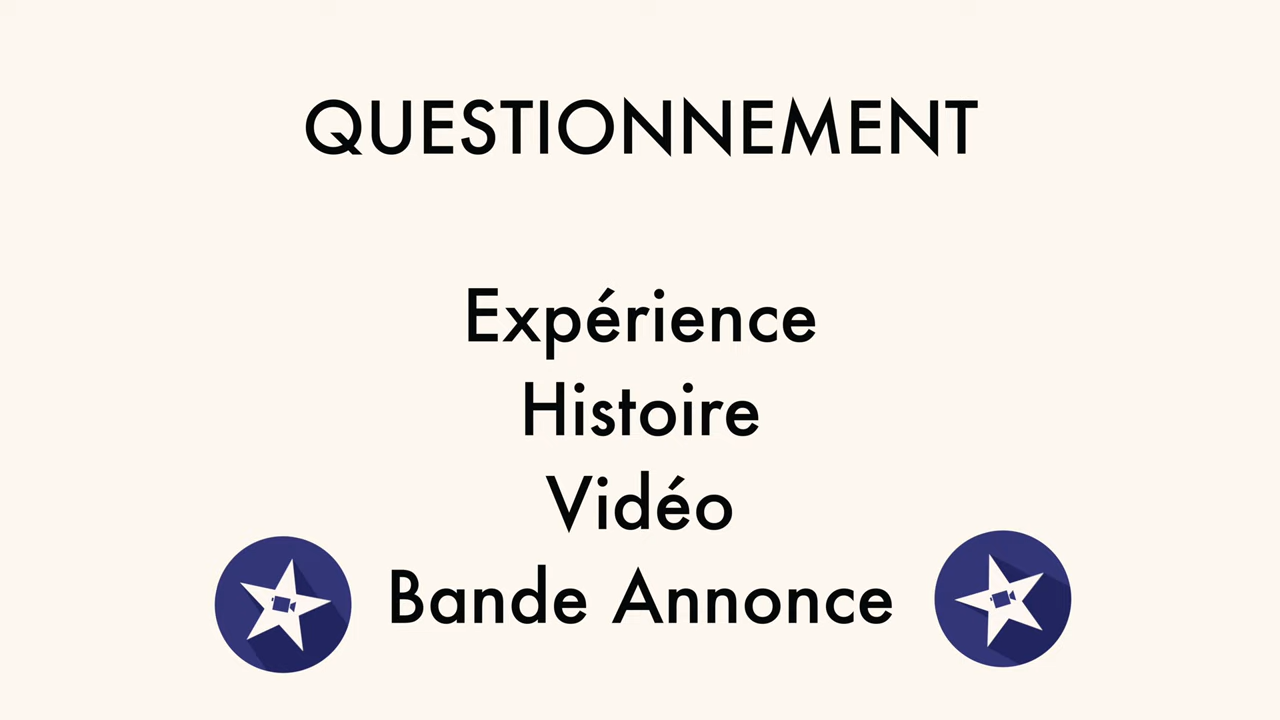 QUESTIONNEMENT
Expérience
Histoire
Vidéo
Bande Annonce